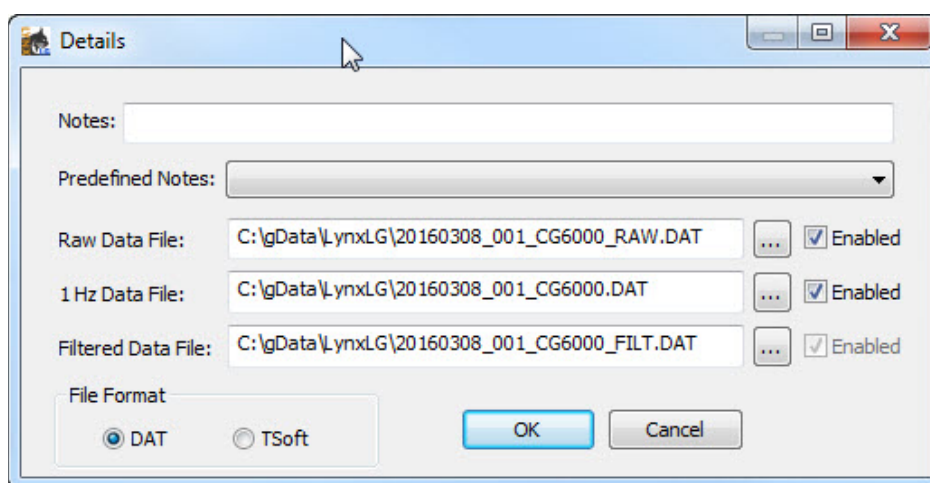 Details
Notes:
Predefined Notes:
Raw Data File: C:\gData\LynxLG\20160308_001_CG6000_RAW.DAT ... Enabled
1 Hz Data File: C:\gData\LynxLG\20160308_001_CG6000.DAT ... Enabled
Filtered Data File: C:\gData\LynxLG\20160308_001_CG6000_FILT.DAT ... Enabled
File Format
DAT TSoft OK Cancel